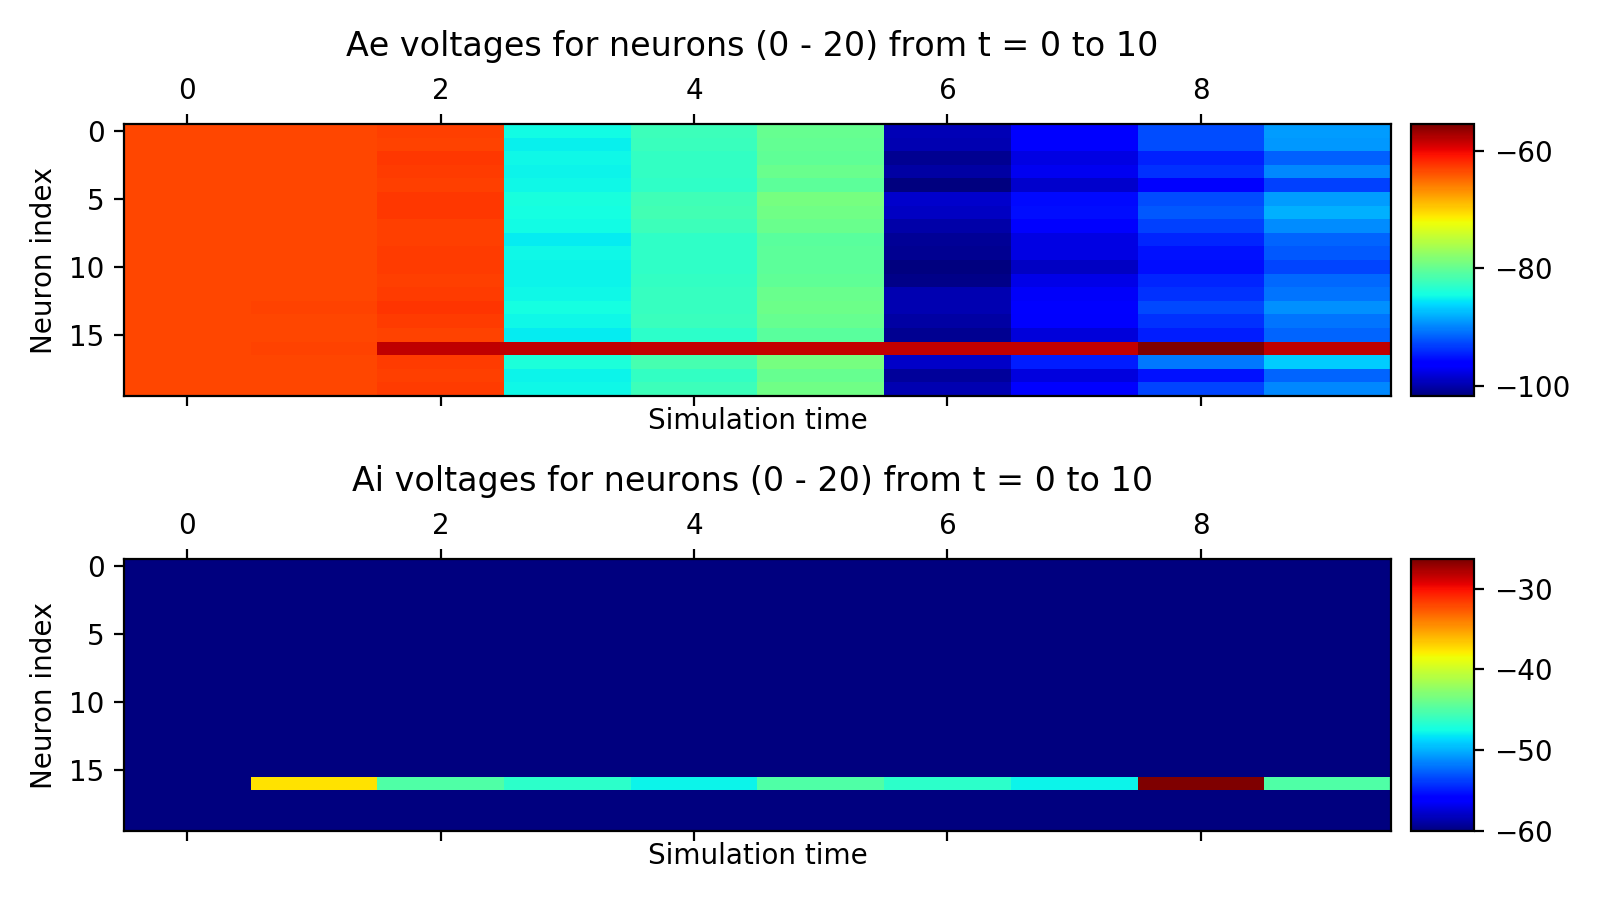 Ae voltages for neurons (0 - 20) from t = 0 to 10
0 2 4 6 8
Neuron index
0
5
10
15
Simulation time
−60
−80
−100
Ai voltages for neurons (0 - 20) from t = 0 to 10
0 2 4 6 8
Neuron index
0
5
10
15
Simulation time
−30
−40
−50
−60